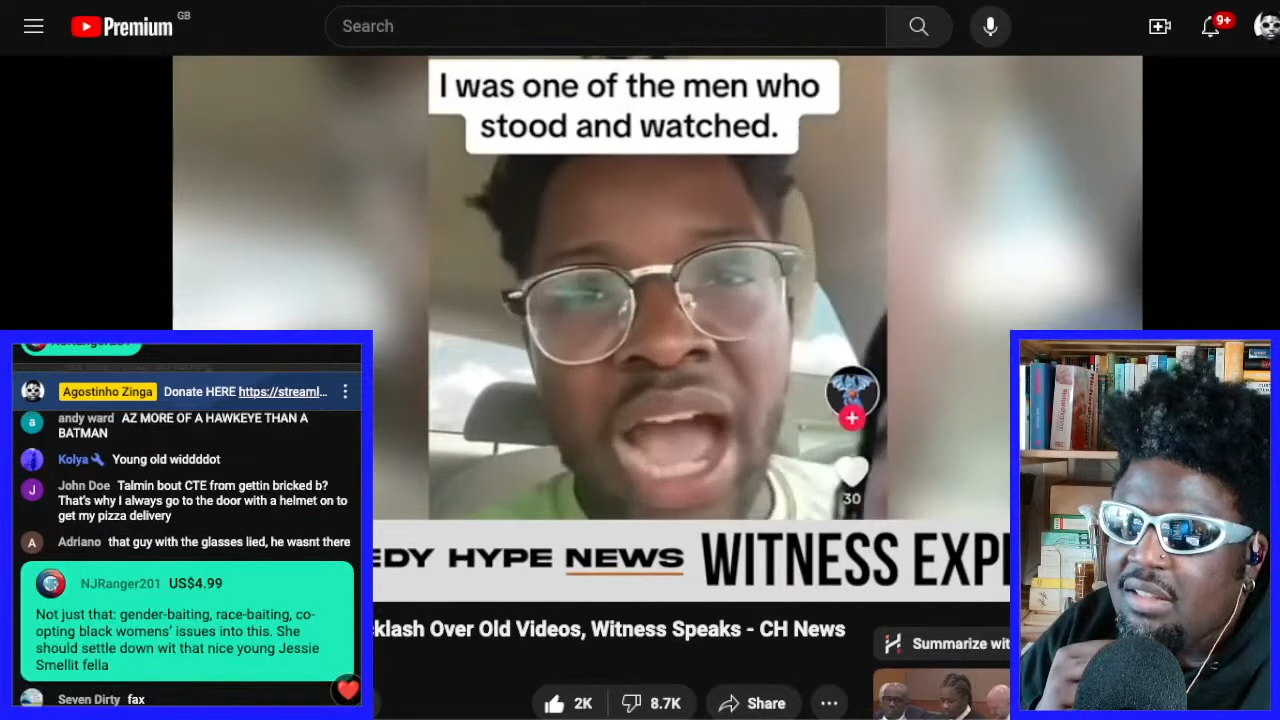 Premium GB
Search
9+
I was one of the men who
stood and watched.
30
Agostinho Zinga Donate HERE https://streaml...
andy ward AZ MORE OF A HAWKEYE THAN A
BATMAN
Kolya Young old widdddot
John Doe Talmin bout CTE from gettin bricked b?
That's why I always go to the door with a helmet on to
get my pizza delivery
Adriano that guy with the glasses lied, he wasnt there
NJRanger201 US$4.99
Not just that: gender-baiting, race-baiting, co-
opting black womens' issues into this. She
should settle down wit that nice young Jessie
Smellit fella
Seven Dirty fax
EDY HYPE NEWS WITNESS EXP
klash Over Old Videos, Witness Speaks - CH News
Summarize wit
2K 8.7K Share